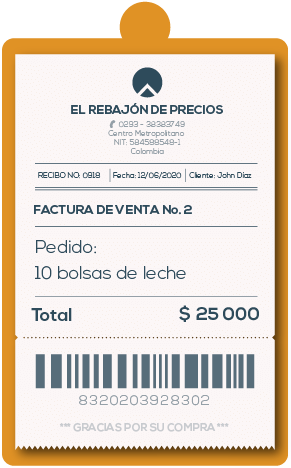 EL REBAJÓN DE PRECIOS
0293 - 38383749
Centro Metropolitano
NIT: 584598548-1
Colombia
RECIBO NO: 0918 Fecha: 12/06/2020 Cliente: John Díaz
FACTURA DE VENTA No. 2
Pedido:
10 bolsas de leche
Total $ 25 000
8320203928302
*** GRACIAS POR SU COMPRA ***